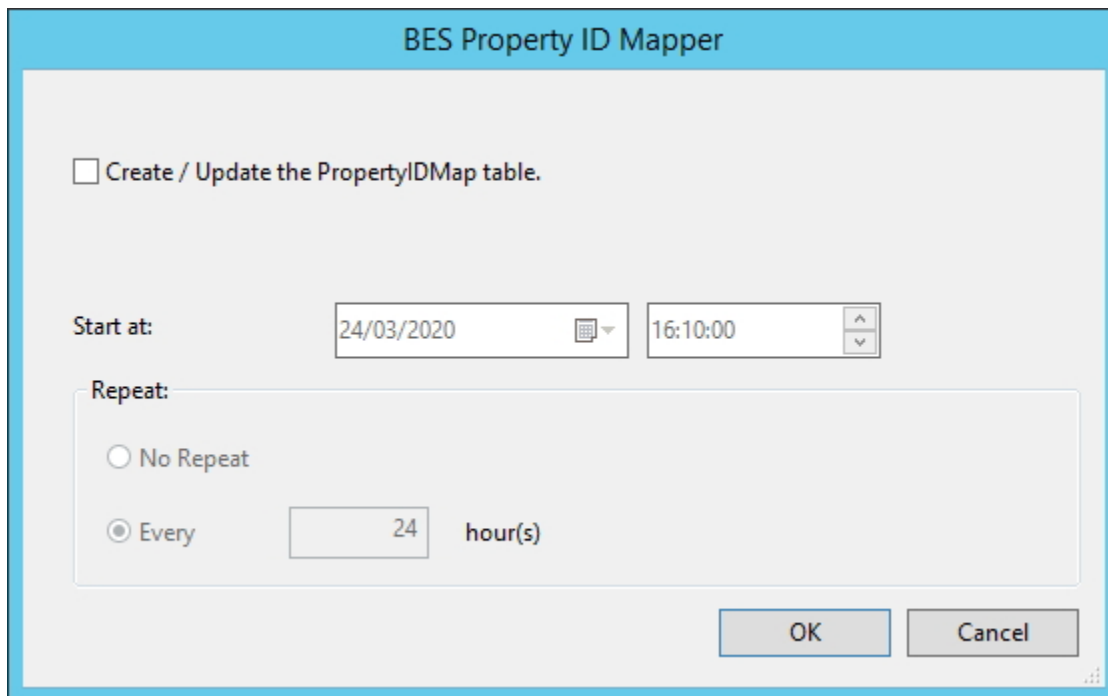 BES Property ID Mapper
Create / Update the PropertyIDMap table.
Start at: 24/03/2020 16:10:00
Repeat:
No Repeat
Every 24 hour(s)
OK Cancel